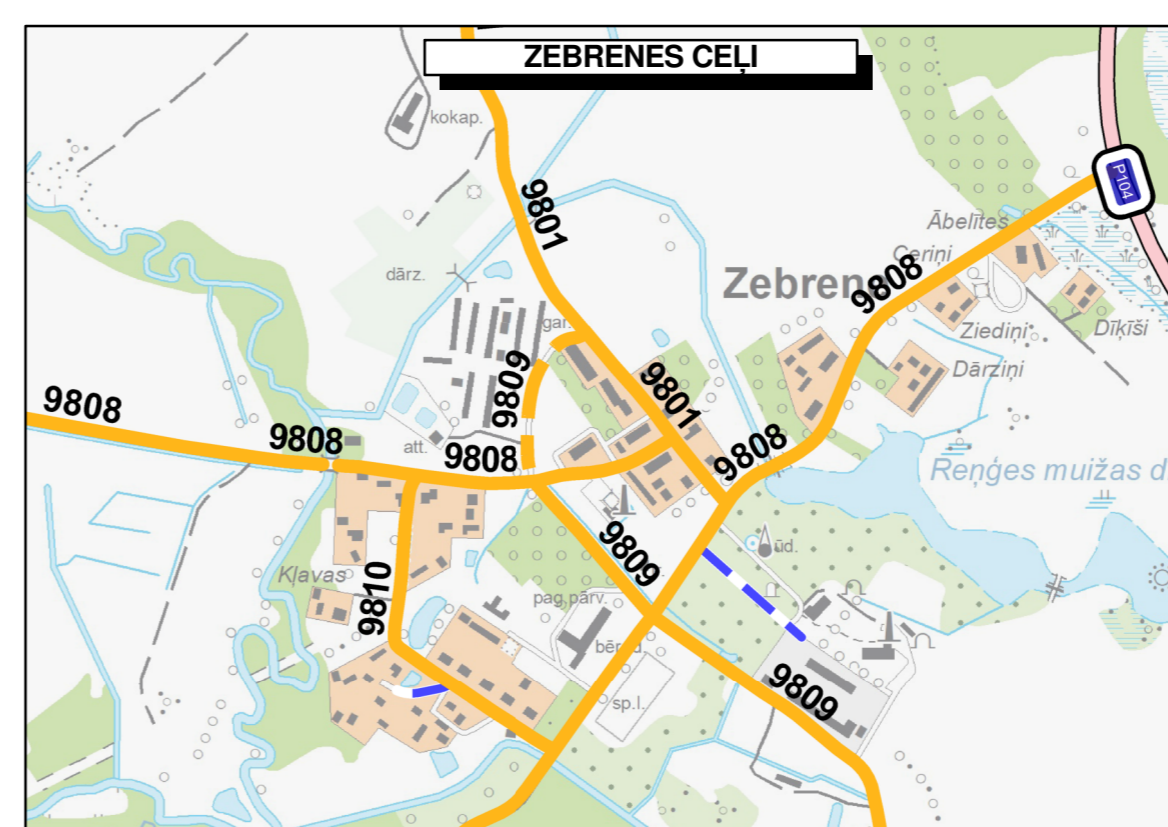 ZEBRENES CEĻI
kokap.
9801
P104
Ābelītes
Ceriņi
dārz.
Zebrene
9808
gar.
Ziediņi
Dīķīši
Dārziņi
9809
9801
9808
9808
att.
9808
9808
Reņģes muižas d
ūd.
9809
Kļavas
9810
pag.pārv.
bērnd.
sp.l.
9809